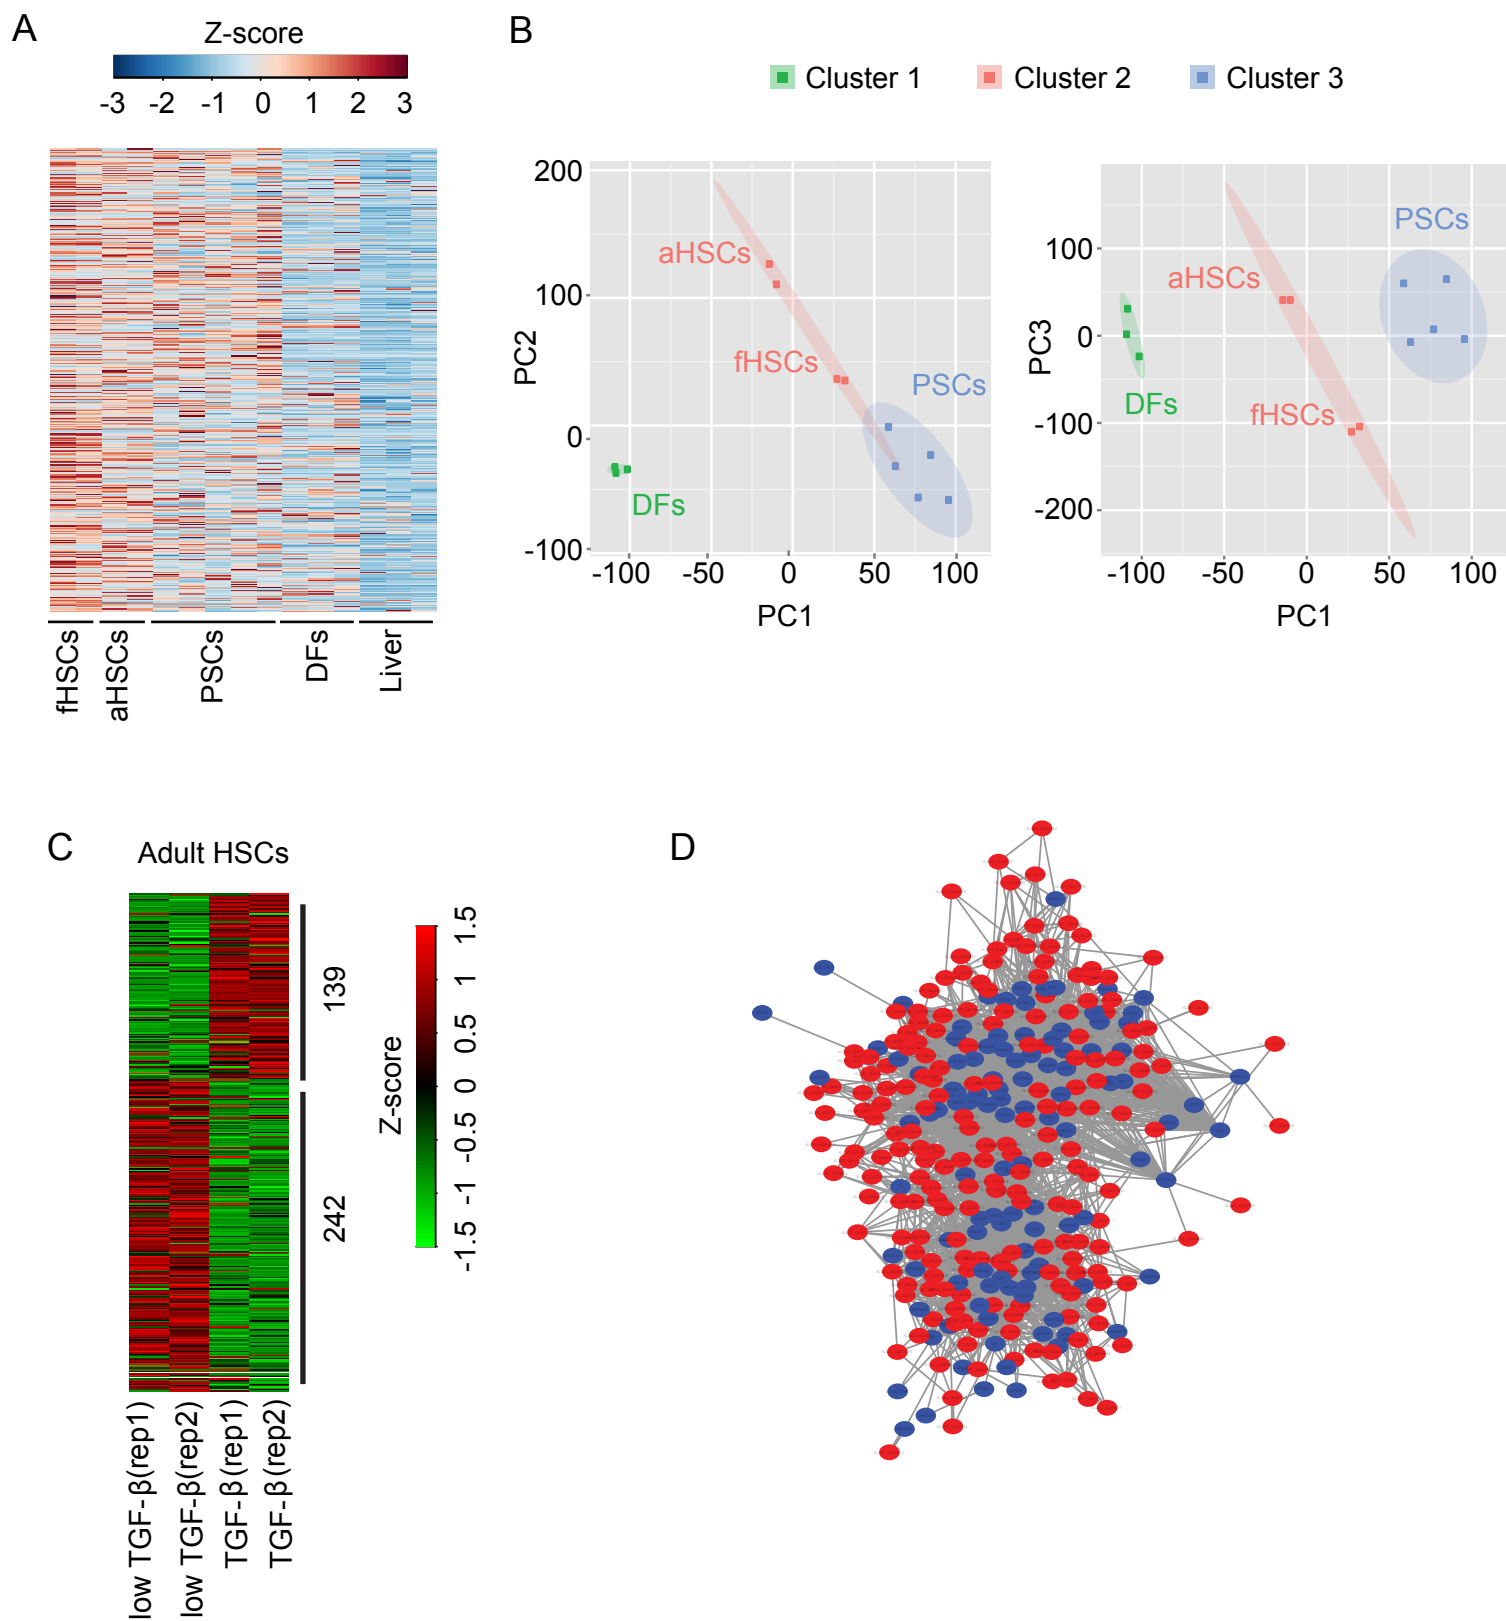 A
Z-score
-3 -2 -1 0 1 2 3
fHSCs
aHSCs
PSCs
DFs
Liver
B
Cluster 1
Cluster 2
Cluster 3
PC2
200
100
0
-100
aHSCs
fHSCs
PSCs
DFs
-100 -50 0 50 100
PC1
PC3
100
0
-100
-200
PSCs
aHSCs
DFs
fHSCs
-100 -50 0 50 100
PC1
C
Adult HSCs
139
242
Z-score
1.5
1
0.5
0
-0.5
-1
-1.5
low TGF-β(rep1)
low TGF-β(rep2)
TGF-β(rep1)
TGF-β(rep2)
D